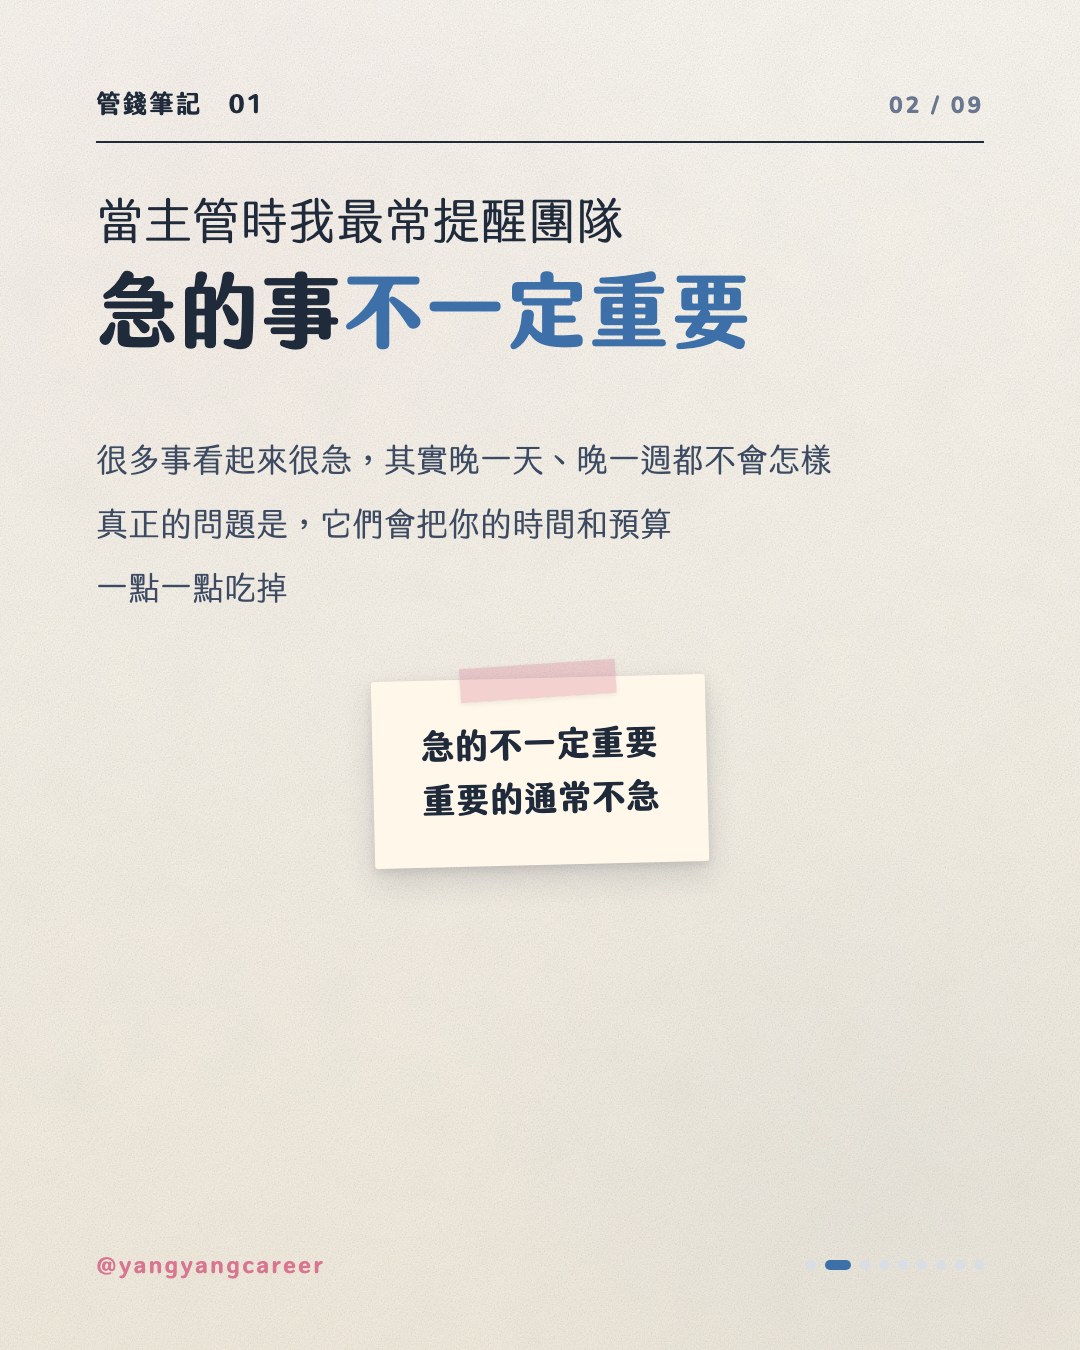 管錢筆記 01
02 / 09
當主管時我最常提醒團隊
急的事不一定重要
很多事看起來很急，其實晚一天、晚一週都不會怎樣
真正的問題是，它們會把你的時間和預算
一點一點吃掉
急的不一定重要
重要的通常不急
@yangyangcareer